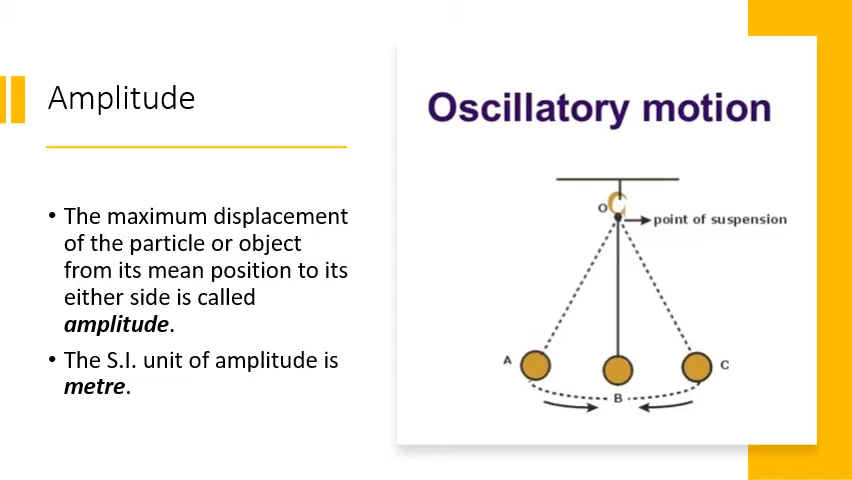 Amplitude
• The maximum displacement
of the particle or object
from its mean position to its
either side is called
amplitude.
• The S.I. unit of amplitude is
metre.
Oscillatory motion
O
point of suspension
A
C
B